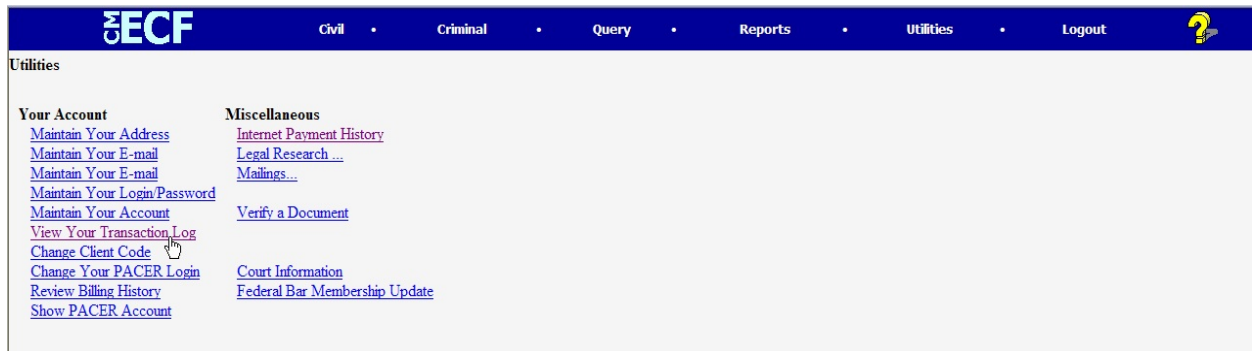 CM ECF Civil • Criminal • Query • Reports • Utilities • Logout ?
Utilities
Your Account
Maintain Your Address
Maintain Your E-mail
Maintain Your E-mail
Maintain Your Login/Password
Maintain Your Account
View Your Transaction Log
Change Client Code
Change Your PACER Login
Review Billing History
Show PACER Account
Miscellaneous
Internet Payment History
Legal Research ...
Mailings...
Verify a Document
Court Information
Federal Bar Membership Update